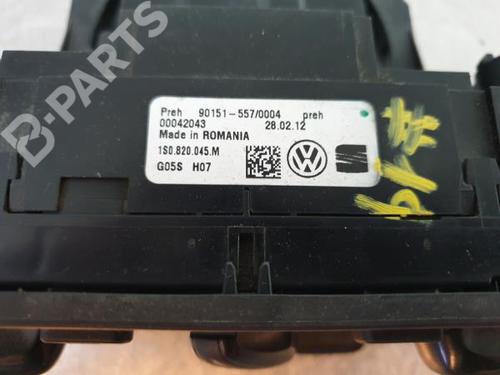 B-PARTS
Preh 90151-557/0004 preh
00042043 28.02.12
Made in ROMANIA
1S0.820.045.M
G05S H07